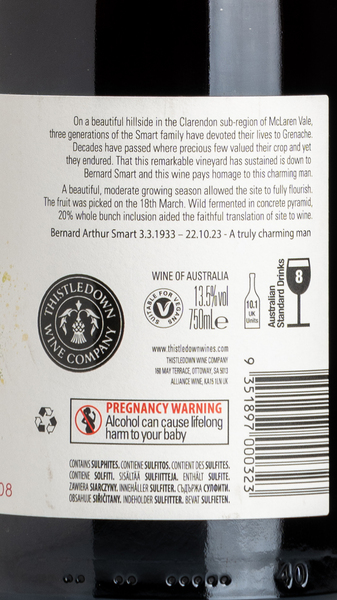 On a beautiful hillside in the Clarendon sub-region of McLaren Vale,
three generations of the Smart family have devoted their lives to Grenache.
Decades have passed where precious few valued their crop and yet
they endured. That this remarkable vineyard has sustained is down to
Bernard Smart and this wine pays homage to this charming man.
A beautiful, moderate growing season allowed the site to fully flourish.
The fruit was picked on the 18th March. Wild fermented in concrete pyramid,
20% whole bunch inclusion aided the faithful translation of site to wine.
Bernard Arthur Smart 3.3.1933 – 22.10.23 - A truly charming man
THISTLEDOWN
WINE COMPANY
WINE OF AUSTRALIA
SUITABLE FOR VEGANS
V
13.5%vol
750ml e
10.1
UK
Units
Australian
Standard Drinks
8
www.thistledownwines.com
THISTLEDOWN WINE COMPANY
160 MAY TERRACE, OTTOWAY, SA 5013
ALLIANCE WINE, KA15 1LN UK
PREGNANCY WARNING
Alcohol can cause lifelong
harm to your baby
CONTAINS SULPHITES. CONTIENE SULFITOS. CONTIENT DES SULFITES.
CONTIENE SOLFITI. SISÄLTÄÄ SULFIITTEJA. ENTHÄLT SULFITE.
ZAWIERA SIARCZYNY. INNEHÅLLER SULFITER. СЪДЪРЖА СУЛФИТИ.
OBSAHUJE SIŘIČITANY. INDEHOLDER SULFITTER. BEVAT SULFIETEN.
9 351897 000323
08
40